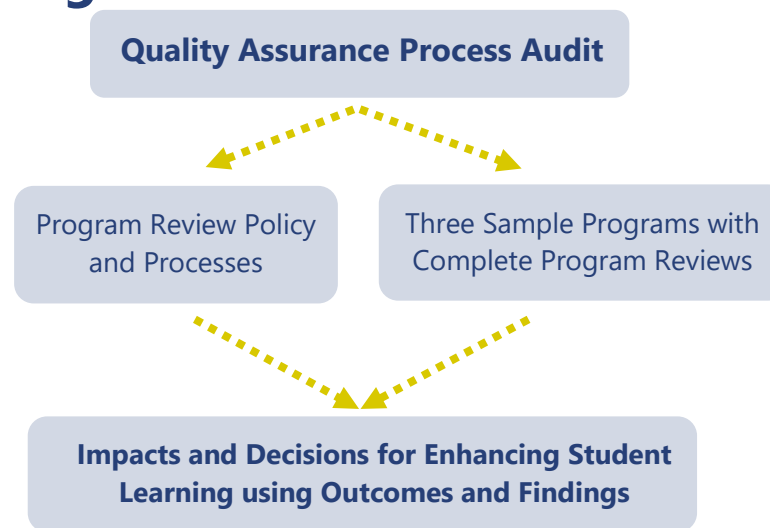 Quality Assurance Process Audit
Program Review Policy
and Processes
Three Sample Programs with
Complete Program Reviews
Impacts and Decisions for Enhancing Student
Learning using Outcomes and Findings